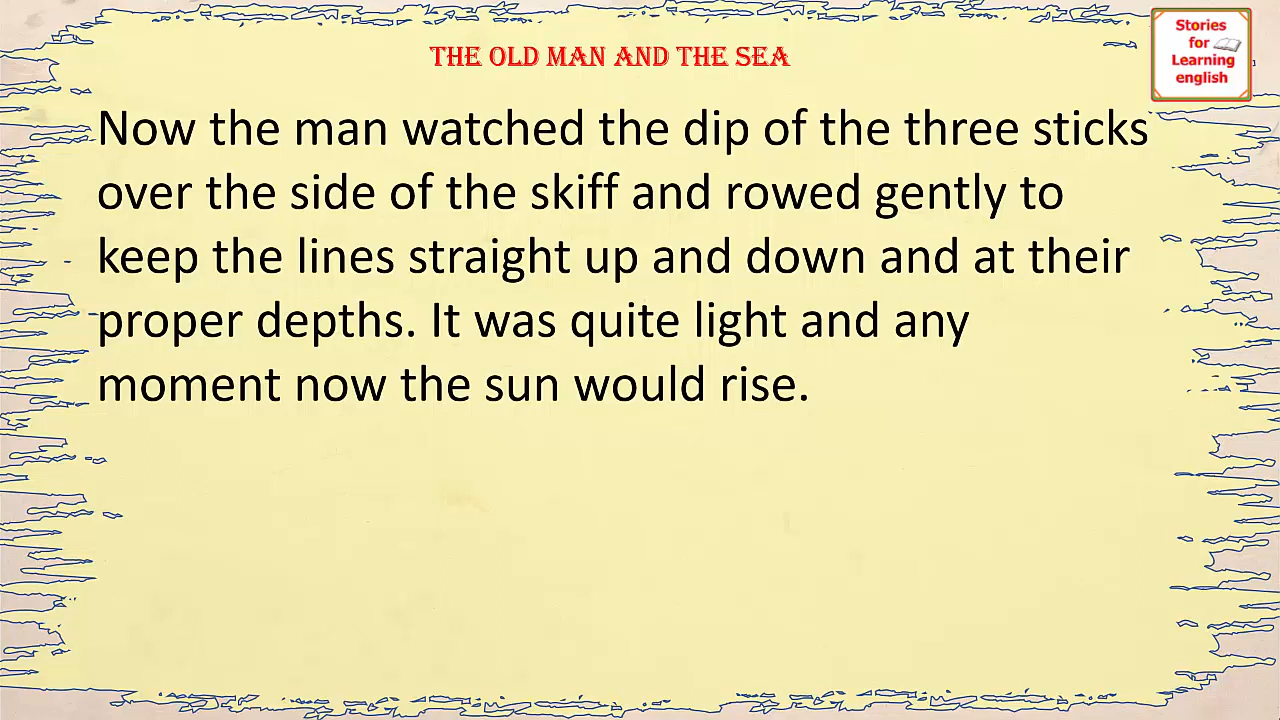 THE OLD MAN AND THE SEA
Stories
for
Learning
english
Now the man watched the dip of the three sticks
over the side of the skiff and rowed gently to
keep the lines straight up and down and at their
proper depths. It was quite light and any
moment now the sun would rise.